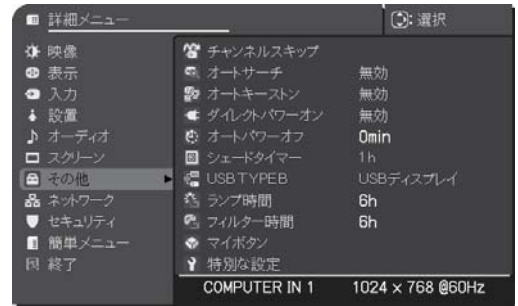 詳細メニュー
:選択
映像
表示
入力
設置
オーディオ
スクリーン
その他
ネットワーク
セキュリティ
簡単メニュー
終了
チャンネルスキップ
オートサーチ 無効
オートキーストン 無効
ダイレクトパワーオン 無効
オートパワーオフ 0min
シェードタイマー 1h
USB TYPE B USBディスプレイ
ランプ時間 6h
フィルター時間 6h
マイボタン
特別な設定
COMPUTER IN 1 1024 × 768 @60Hz